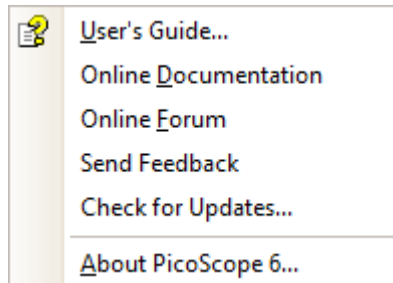 User's Guide...
Online Documentation
Online Forum
Send Feedback
Check for Updates...
About PicoScope 6...